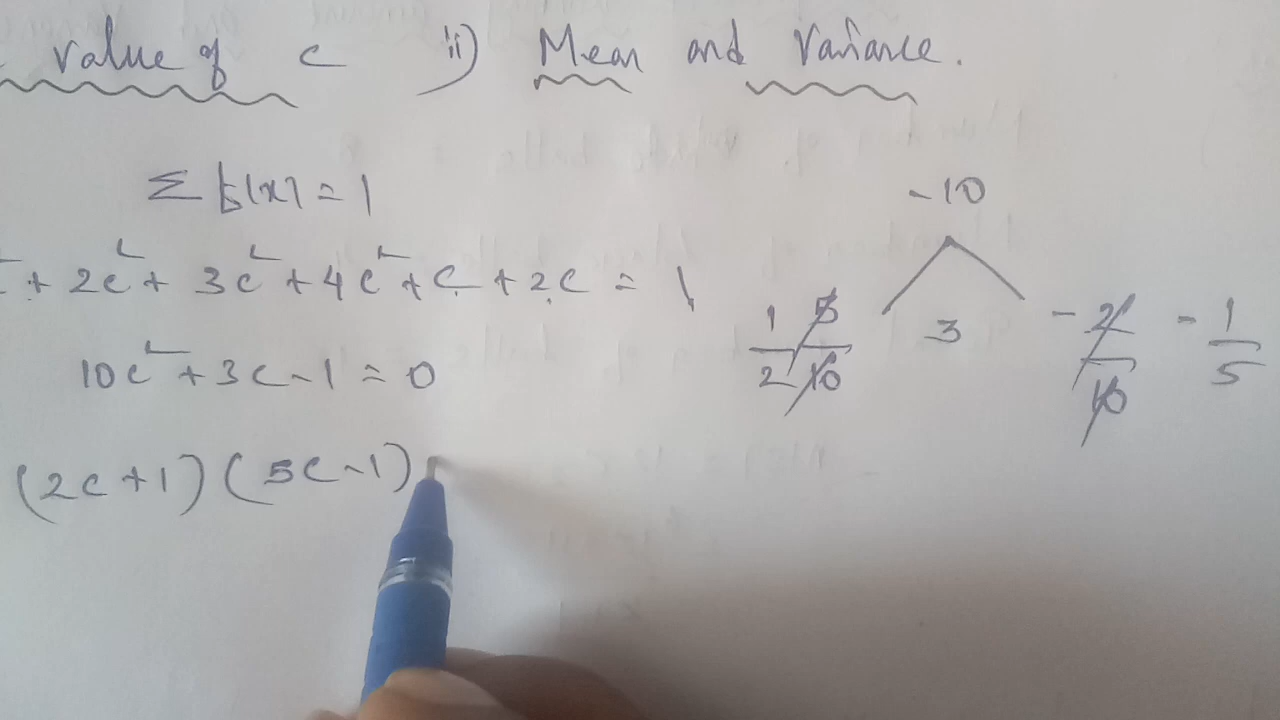 value of c ii) Mean and Variance.
Σ p(x) = 1
² + 2c² + 3c² + 4c² + c + 2c = 1
10c² + 3c - 1 = 0
(2c + 1) (5c - 1)
-10
1/2 5/10 3 - 2/10 - 1/5